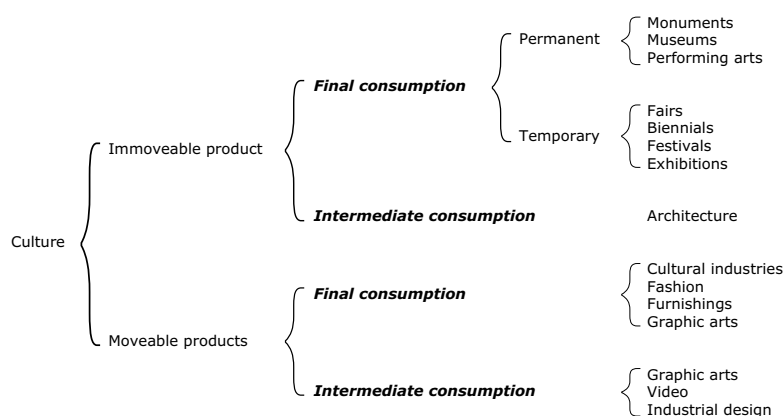 Monuments
Permanent
Museums
Performing arts
Final consumption
Fairs
Biennials
Temporary
Festivals
Immoveable product
Exhibitions
Intermediate consumption
Architecture
Culture
Cultural industries
Final consumption
Fashion
Furnishings
Graphic arts
Moveable products
Graphic arts
Intermediate consumption
Video
Industrial design